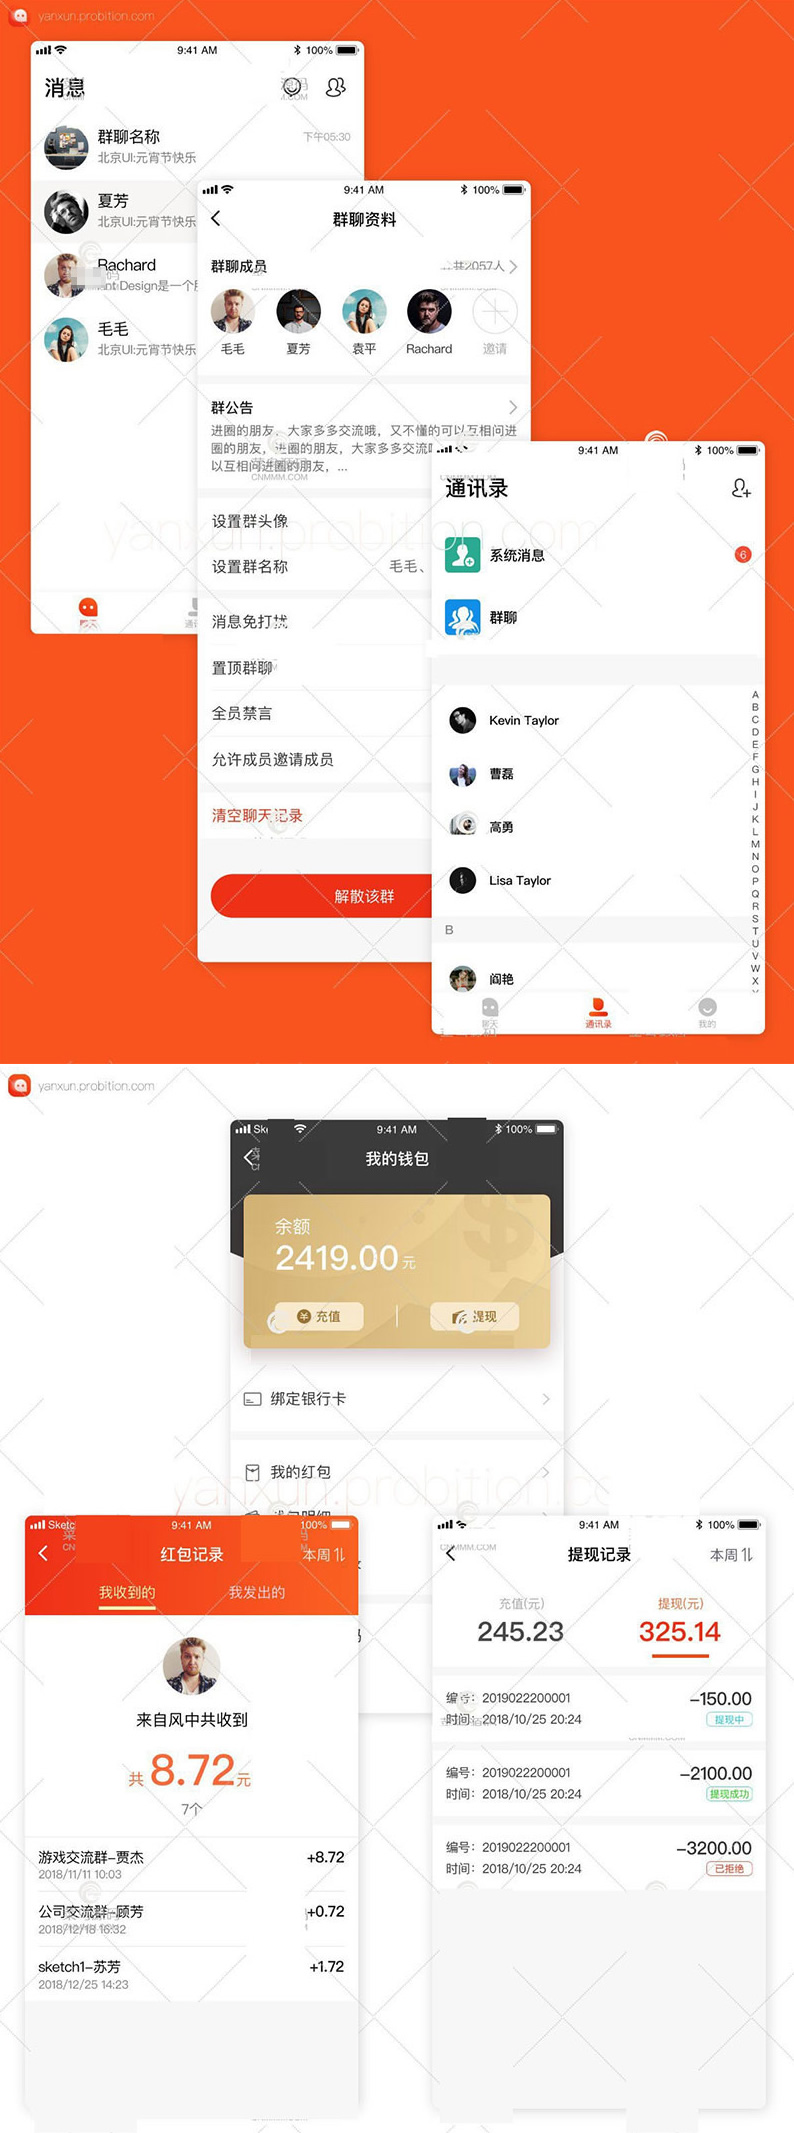 yanxun.probition.com
9:41 AM
100%
消息
群聊名称
下午05:30
北京UI:元宵节快乐
夏芳
北京UI:元宵节快乐
Rachard
Ant Design是一个
毛毛
北京UI:元宵节快乐
9:41 AM
100%
群聊资料
群聊成员
共2057人
毛毛
夏芳
袁平
Rachard
邀请
群公告
进圈的朋友，大家多多交流哦，又不懂的可以互相问进
圈的朋友，进圈的朋友，大家多多交流
以互相问进圈的朋友，...
CNMMM.COM
设置群头像
设置群名称
毛毛、
消息免打扰
置顶群聊
全员禁言
允许成员邀请成员
清空聊天记录
解散该群
9:41 AM
100%
通讯录
系统消息
6
群聊
Kevin Taylor
曹磊
高勇
Lisa Taylor
B
阎艳
A
B
C
D
E
F
G
H
I
J
K
L
M
N
O
P
Q
R
S
T
U
V
W
X
聊天
通讯录
我的
yanxun.probition.com
yanxun.probition.com
9:41 AM
100%
我的钱包
余额
2419.00元
充值
提现
绑定银行卡
我的红包
yanxun.probition.c
Sketc
9:41 AM
100%
红包记录
本周
我收到的
我发出的
来自风中共收到
共8.72元
7个
游戏交流群-贾杰
+8.72
2018/11/11 10:03
公司交流群-顾芳
+0.72
2018/12/18 16:32
sketch1-苏芳
+1.72
2018/12/25 14:23
9:41 AM
100%
CNMMM.COM
提现记录
本周
充值(元)
提现(元)
245.23
325.14
编号：2019022200001
-150.00
时间：2018/10/25 20:24
提现中
编号：2019022200001
-2100.00
时间：2018/10/25 20:24
提现成功
编号：2019022200001
-3200.00
时间：2018/10/25 20:24
已拒绝